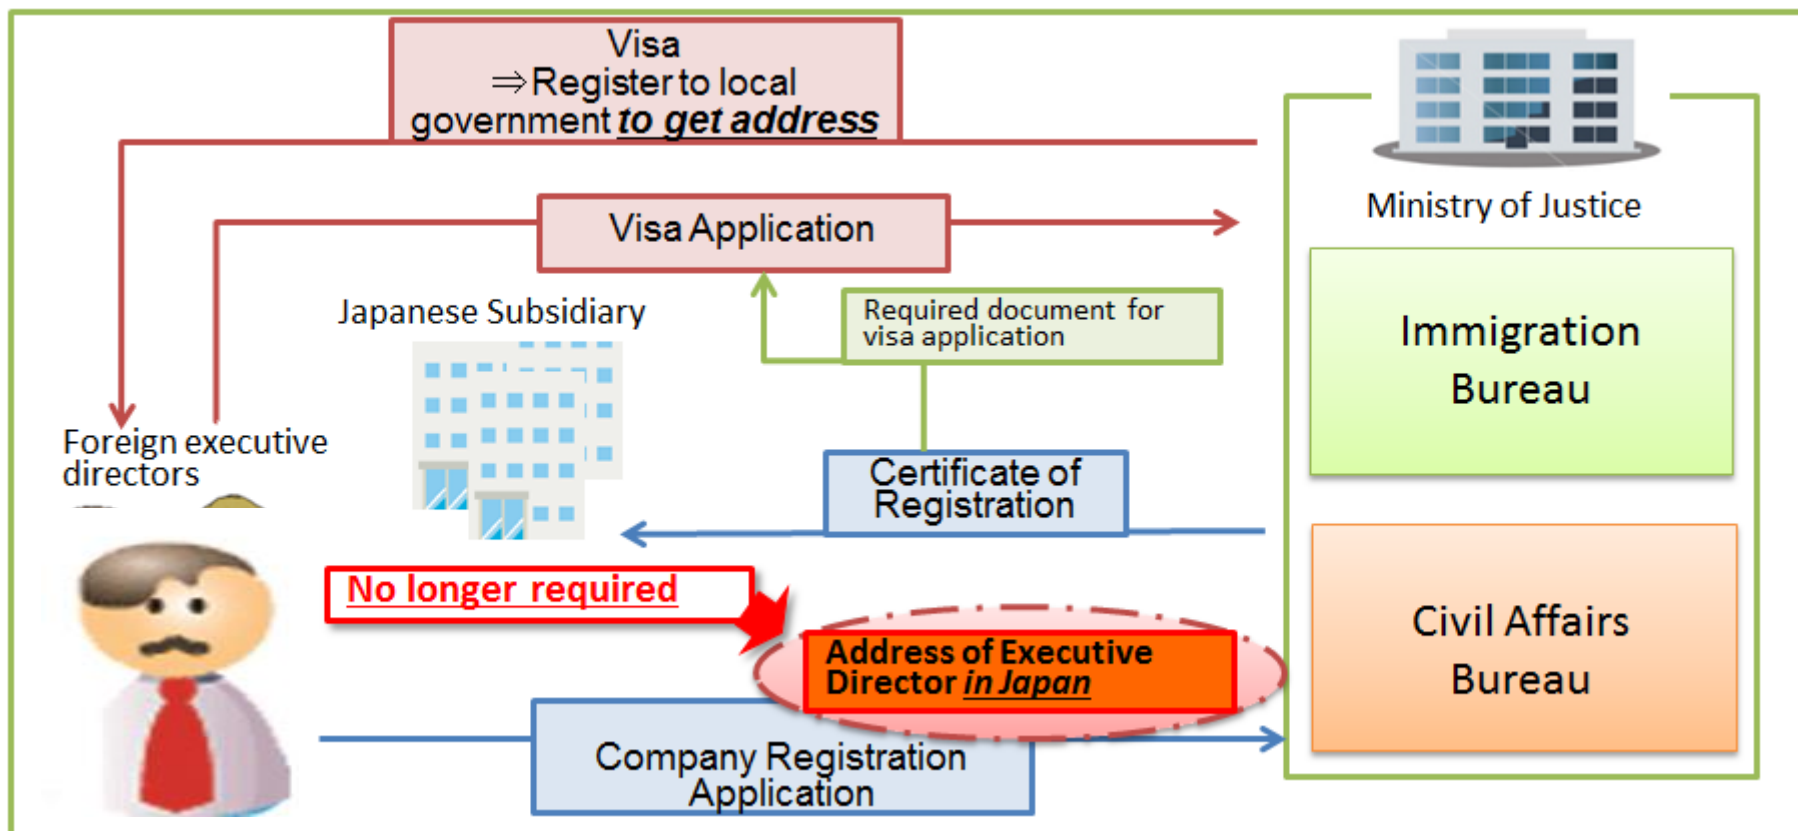 Visa
⇒Register to local
government to get address
Ministry of Justice
Visa Application
Japanese Subsidiary
Required document for
visa application
Immigration
Bureau
Foreign executive
directors
Certificate of
Registration
No longer required
Address of Executive
Director in Japan
Civil Affairs
Bureau
Company Registration
Application